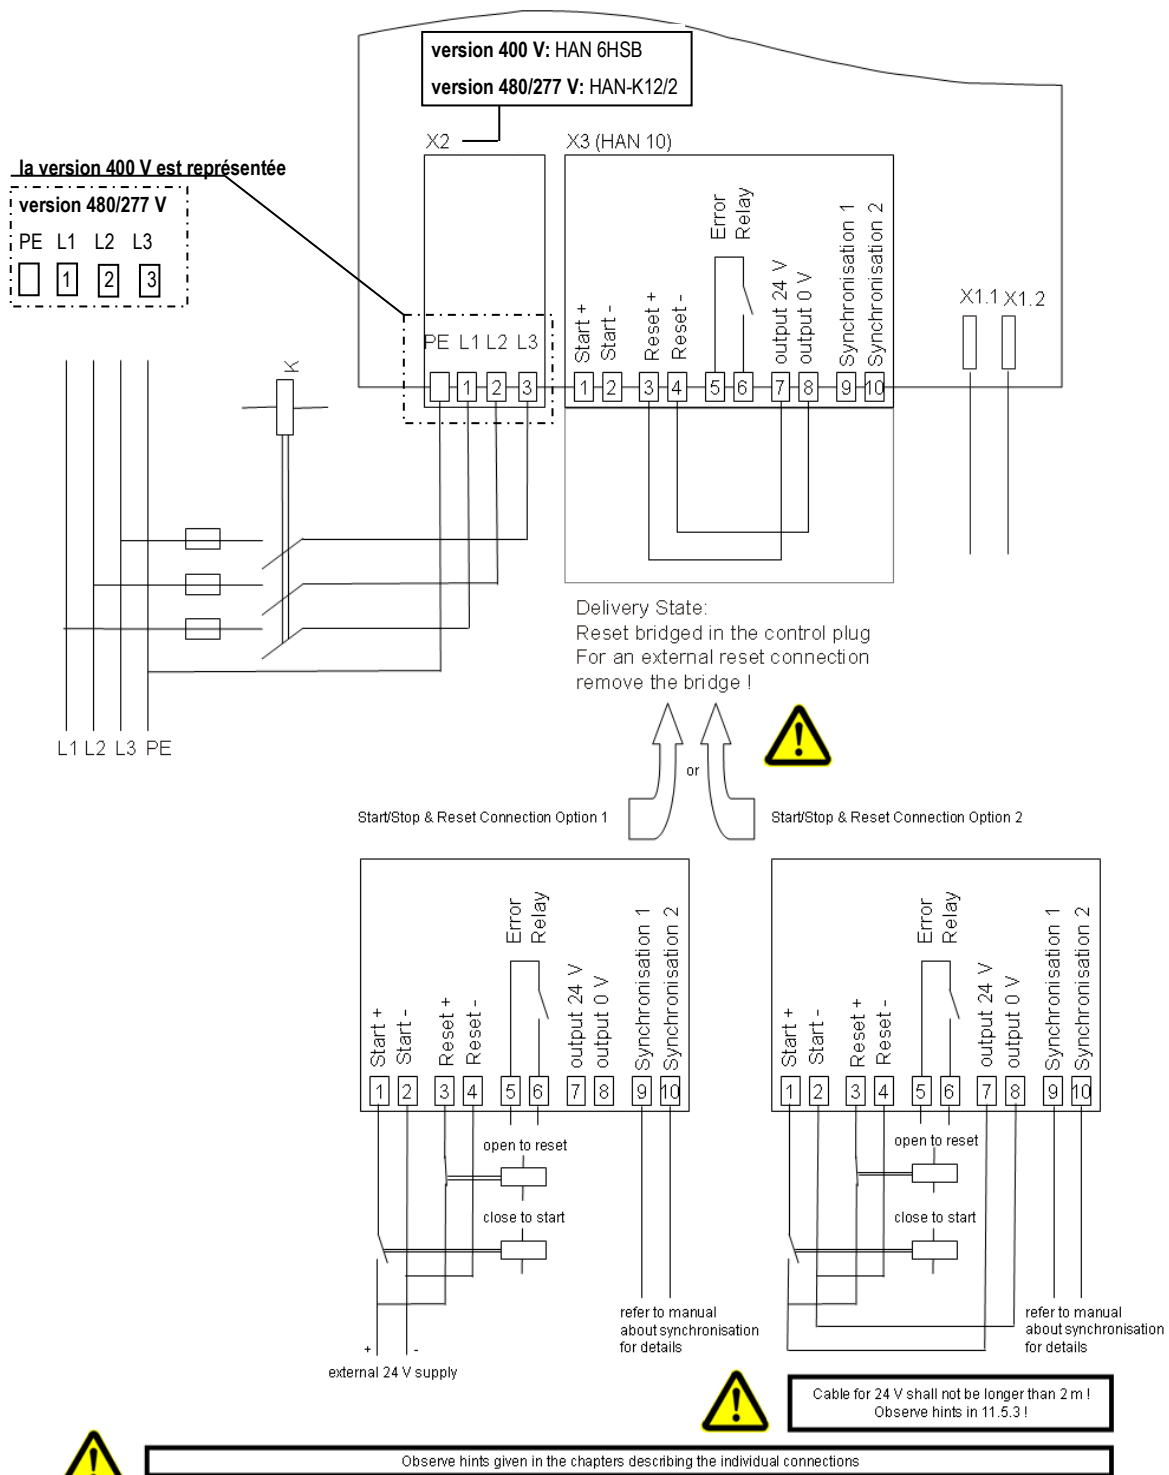 version 400 V: HAN 6HSB
version 480/277 V: HAN-K12/2
X2
X3 (HAN 10)
la version 400 V est représentée
version 480/277 V
PE L1 L2 L3
1 2 3
K
PE L1 L2 L3
1 2 3
Start +
Start -
Reset +
Reset -
Error
Relay
output 24 V
output 0 V
Synchronisation 1
Synchronisation 2
1 2 3 4 5 6 7 8 9 10
X1.1 X1.2
L1 L2 L3 PE
Delivery State:
Reset bridged in the control plug
For an external reset connection
remove the bridge !
or
Start/Stop & Reset Connection Option 1
Start/Stop & Reset Connection Option 2
Start +
Start -
Reset +
Reset -
Error
Relay
output 24 V
output 0 V
Synchronisation 1
Synchronisation 2
1 2 3 4 5 6 7 8 9 10
open to reset
close to start
+ -
external 24 V supply
refer to manual
about synchronisation
for details
Start +
Start -
Reset +
Reset -
Error
Relay
output 24 V
output 0 V
Synchronisation 1
Synchronisation 2
1 2 3 4 5 6 7 8 9 10
open to reset
close to start
refer to manual
about synchronisation
for details
Cable for 24 V shall not be longer than 2 m !
Observe hints in 11.5.3 !
Observe hints given in the chapters describing the individual connections